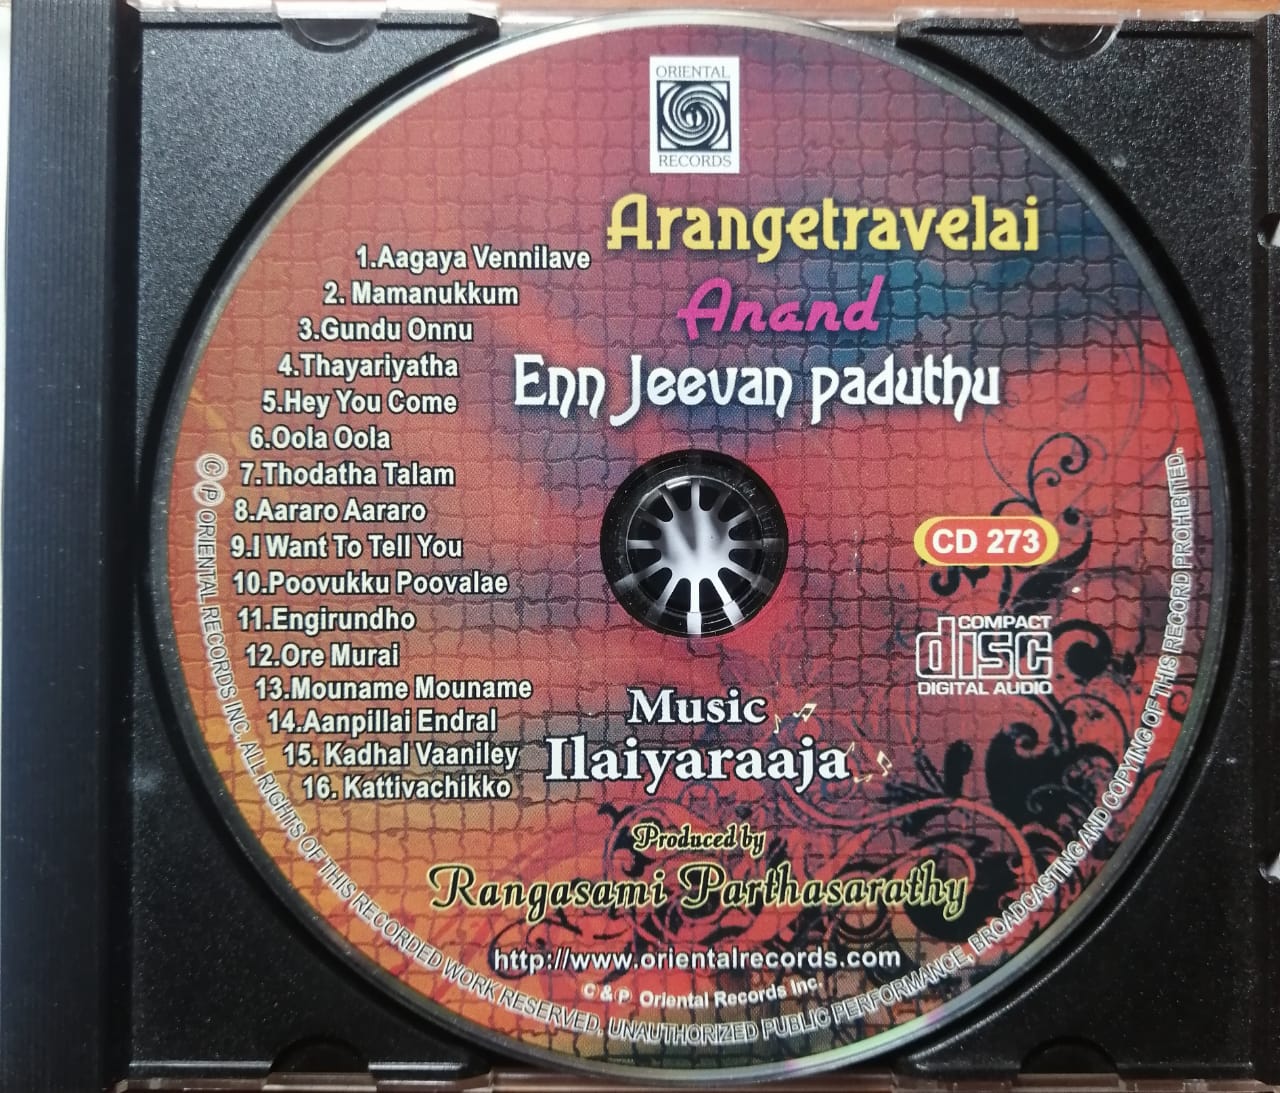 ORIENTAL
RECORDS
Arangetravelai
Anand
Enn Jeevan paduthu
1.Aagaya Vennilave
2. Mamanukkum
3.Gundu Onnu
4.Thayariyatha
5.Hey You Come
6.Oola Oola
7.Thodatha Talam
8.Aararo Aararo
9.I Want To Tell You
10.Poovukku Poovalae
11.Engirundho
12.Ore Murai
13.Mouname Mouname
14.Aanpillai Endral
15. Kadhal Vaaniley
16. Kattivachikko
CD 273
COMPACT
disc
DIGITAL AUDIO
Music
Ilaiyaraaja
Produced by
Rangasami Parthasarathy
http://www.orientalrecords.com
C & P Oriental Records Inc.
© P ORIENTAL RECORDS INC. ALL RIGHTS OF THIS RECORDED WORK RESERVED. UNAUTHORIZED PUBLIC PERFORMANCE, BROADCASTING AND COPYING OF THIS RECORD PROHIBITED.